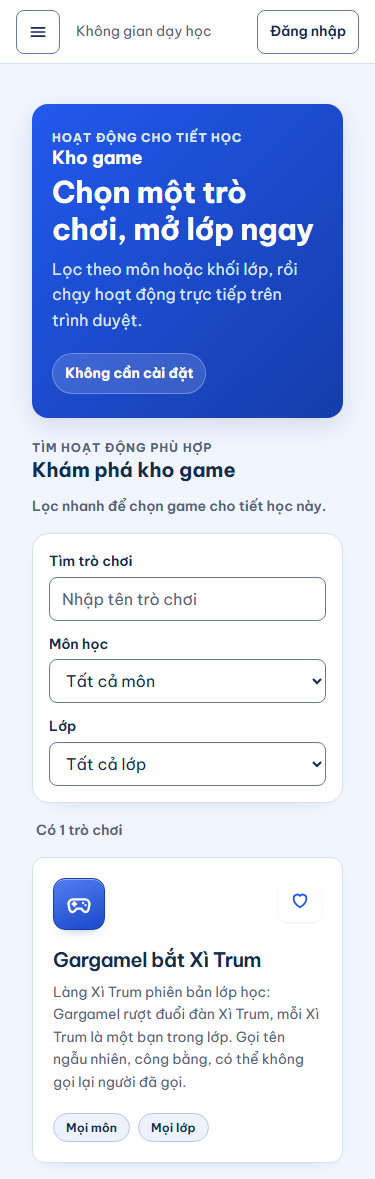 Không gian dạy học
Đăng nhập
HOẠT ĐỘNG CHO TIẾT HỌC
Kho game
Chọn một trò
chơi, mở lớp ngay
Lọc theo môn hoặc khối lớp, rồi
chạy hoạt động trực tiếp trên
trình duyệt.
Không cần cài đặt
TÌM HOẠT ĐỘNG PHÙ HỢP
Khám phá kho game
Lọc nhanh để chọn game cho tiết học này.
Tìm trò chơi
Nhập tên trò chơi
Môn học
Tất cả môn
Lớp
Tất cả lớp
Có 1 trò chơi
Gargamel bắt Xì Trum
Làng Xì Trum phiên bản lớp học:
Gargamel rượt đuổi đàn Xì Trum, mỗi Xì
Trum là một bạn trong lớp. Gọi tên
ngẫu nhiên, công bằng, có thể không
gọi lại người đã gọi.
Mọi môn
Mọi lớp